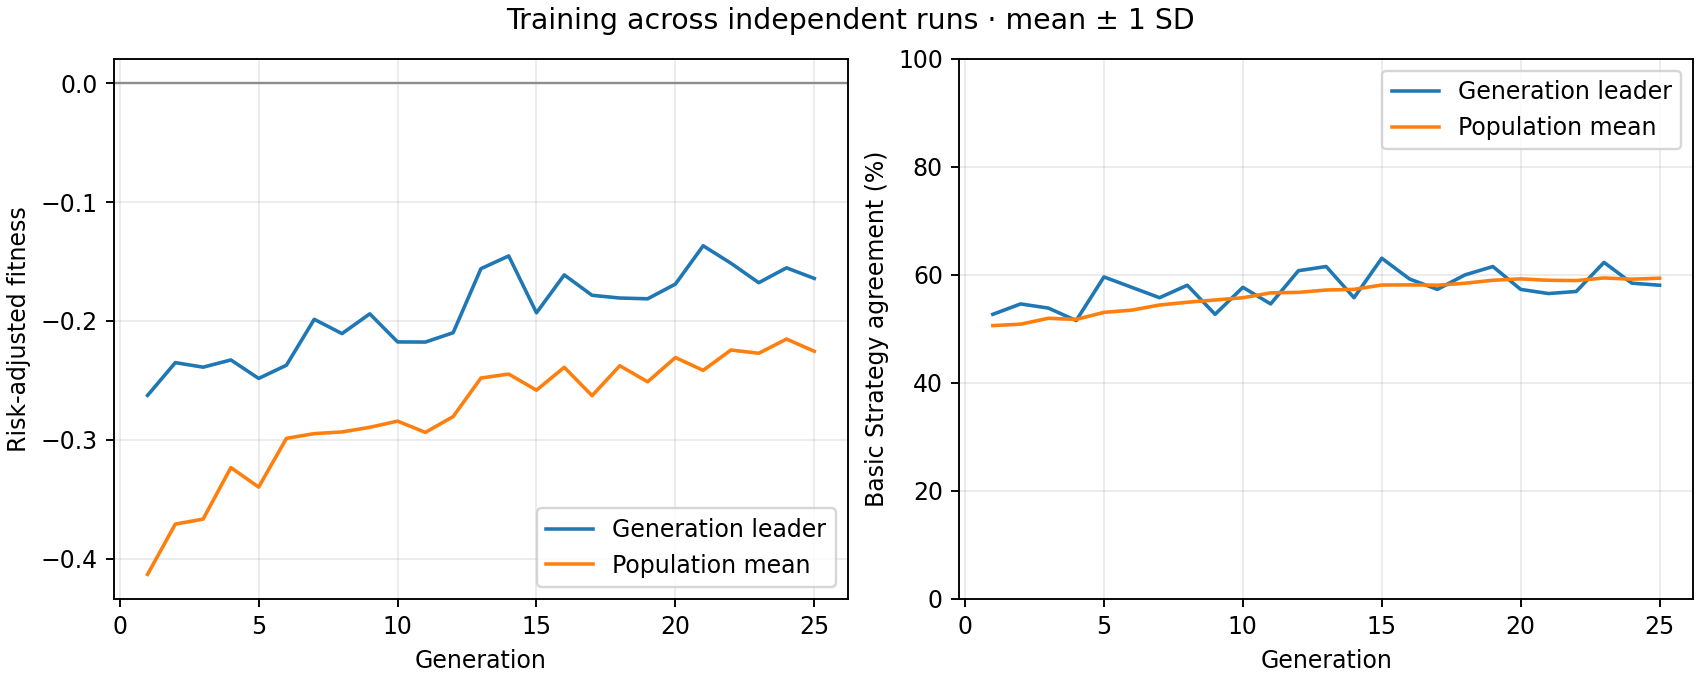 Training across independent runs · mean ± 1 SD
Risk-adjusted fitness
0.0
−0.1
−0.2
−0.3
−0.4
0
5
10
15
20
25
Generation
Generation leader
Population mean
Basic Strategy agreement (%)
100
80
60
40
20
0
0
5
10
15
20
25
Generation
Generation leader
Population mean